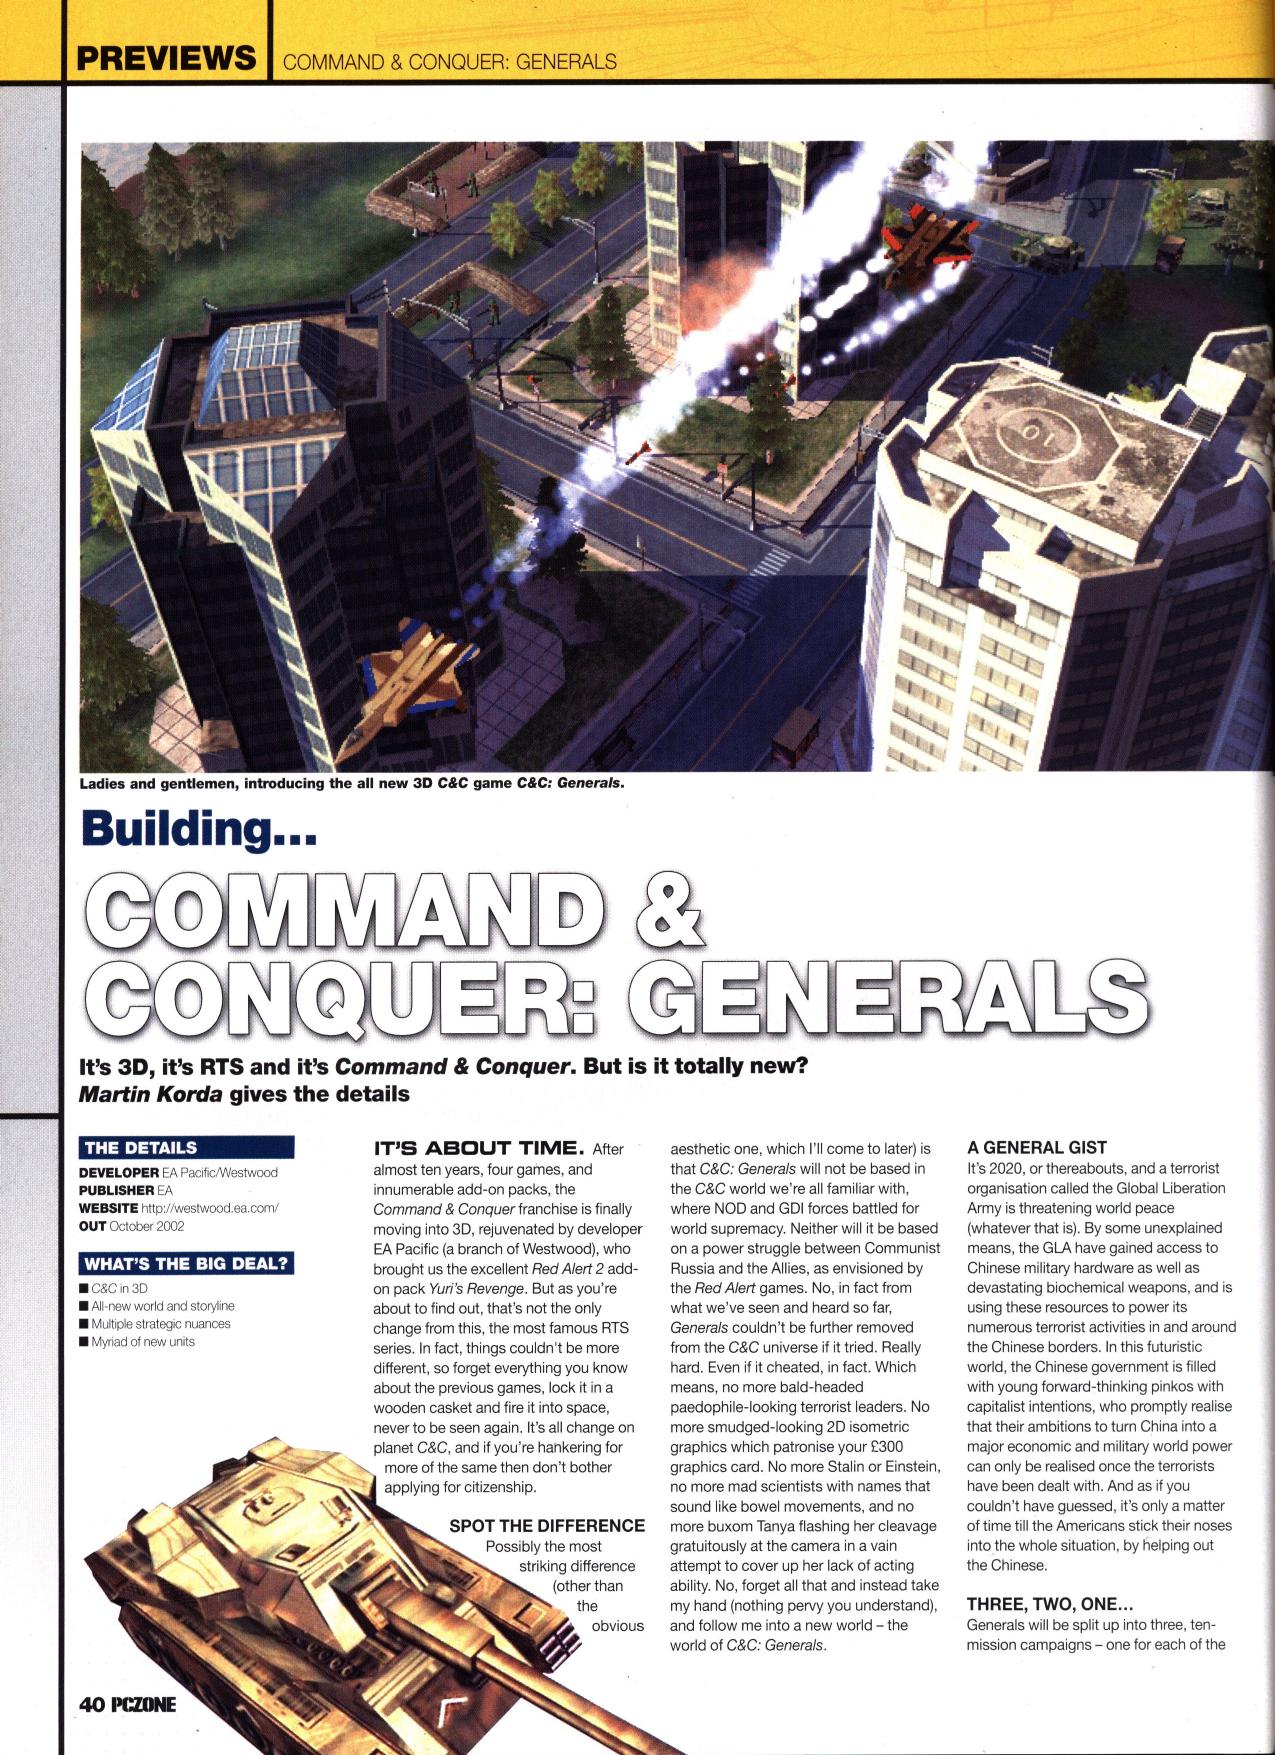 PREVIEWS
COMMAND & CONQUER: GENERALS
10
Ladies and gentlemen, introducing the all new 3D C&C game C&C: Generals.
Building...
COMMAND &
CONQUER: GENERALS
It's 3D, it's RTS and it's Command & Conquer. But is it totally new?
Martin Korda gives the details
THE DETAILS
DEVELOPER EA Pacific/Westwood
PUBLISHER EA
WEBSITE http://westwood.ea.com/
OUT October 2002
WHAT'S THE BIG DEAL?
■ C&C in 3D
■ All-new world and storyline
■ Multiple strategic nuances
■ Myriad of new units
IT'S ABOUT TIME. After
almost ten years, four games, and
innumerable add-on packs, the
Command & Conquer franchise is finally
moving into 3D, rejuvenated by developer
EA Pacific (a branch of Westwood), who
brought us the excellent Red Alert 2 add-
on pack Yuri's Revenge. But as you're
about to find out, that's not the only
change from this, the most famous RTS
series. In fact, things couldn't be more
different, so forget everything you know
about the previous games, lock it in a
wooden casket and fire it into space,
never to be seen again. It's all change on
planet C&C, and if you're hankering for
more of the same then don't bother
applying for citizenship.
SPOT THE DIFFERENCE
Possibly the most
striking difference
(other than
the
obvious
aesthetic one, which I'll come to later) is
that C&C: Generals will not be based in
the C&C world we're all familiar with,
where NOD and GDI forces battled for
world supremacy. Neither will it be based
on a power struggle between Communist
Russia and the Allies, as envisioned by
the Red Alert games. No, in fact from
what we've seen and heard so far,
Generals couldn't be further removed
from the C&C universe if it tried. Really
hard. Even if it cheated, in fact. Which
means, no more bald-headed
paedophile-looking terrorist leaders. No
more smudged-looking 2D isometric
graphics which patronise your £300
graphics card. No more Stalin or Einstein,
no more mad scientists with names that
sound like bowel movements, and no
more buxom Tanya flashing her cleavage
gratuitously at the camera in a vain
attempt to cover up her lack of acting
ability. No, forget all that and instead take
my hand (nothing pervy you understand),
and follow me into a new world – the
world of C&C: Generals.
A GENERAL GIST
It's 2020, or thereabouts, and a terrorist
organisation called the Global Liberation
Army is threatening world peace
(whatever that is). By some unexplained
means, the GLA have gained access to
Chinese military hardware as well as
devastating biochemical weapons, and is
using these resources to power its
numerous terrorist activities in and around
the Chinese borders. In this futuristic
world, the Chinese government is filled
with young forward-thinking pinkos with
capitalist intentions, who promptly realise
that their ambitions to turn China into a
major economic and military world power
can only be realised once the terrorists
have been dealt with. And as if you
couldn't have guessed, it's only a matter
of time till the Americans stick their noses
into the whole situation, by helping out
the Chinese.
THREE, TWO, ONE...
Generals will be split up into three, ten-
mission campaigns – one for each of the
40 PCZONE